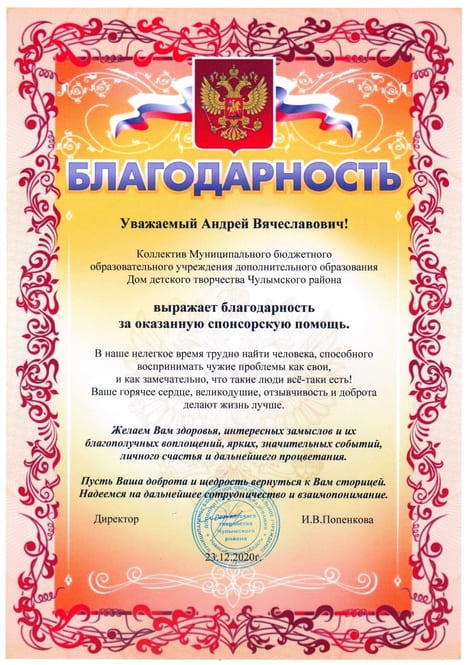 БЛАГОДАРНОСТЬ
Уважаемый Андрей Вячеславович!
Коллектив Муниципального бюджетного
образовательного учреждения дополнительного образования
Дом детского творчества Чулымского района
выражает благодарность
за оказанную спонсорскую помощь.
В наше нелегкое время трудно найти человека, способного
воспринимать чужие проблемы как свои,
и как замечательно, что такие люди всё-таки есть!
Ваше горячее сердце, великодушие, отзывчивость и доброта
делают жизнь лучше.
Желаем Вам здоровья, интересных замыслов и их
благополучных воплощений, ярких, значительных событий,
личного счастья и дальнейшего процветания.
Пусть Ваша доброта и щедрость вернуться к Вам сторицей.
Надеемся на дальнейшее сотрудничество и взаимопонимание.
Директор И.В.Попенкова
Дом детского
творчества
Чулымского
района
23.12.2020г.